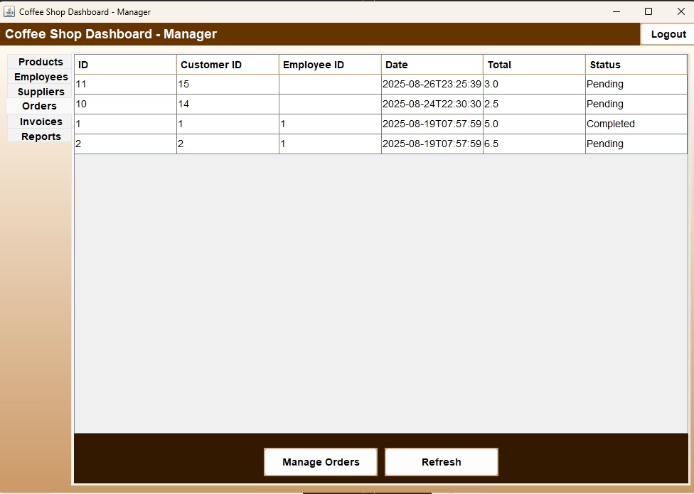 Coffee Shop Dashboard - Manager
Coffee Shop Dashboard - Manager Logout
Products
Employees
Suppliers
Orders
Invoices
Reports
ID Customer ID Employee ID Date Total Status
11 15 2025-08-26T23:25:39 3.0 Pending
10 14 2025-08-24T22:30:30 2.5 Pending
1 1 1 2025-08-19T07:57:59 5.0 Completed
2 2 1 2025-08-19T07:57:59 6.5 Pending
Manage Orders Refresh